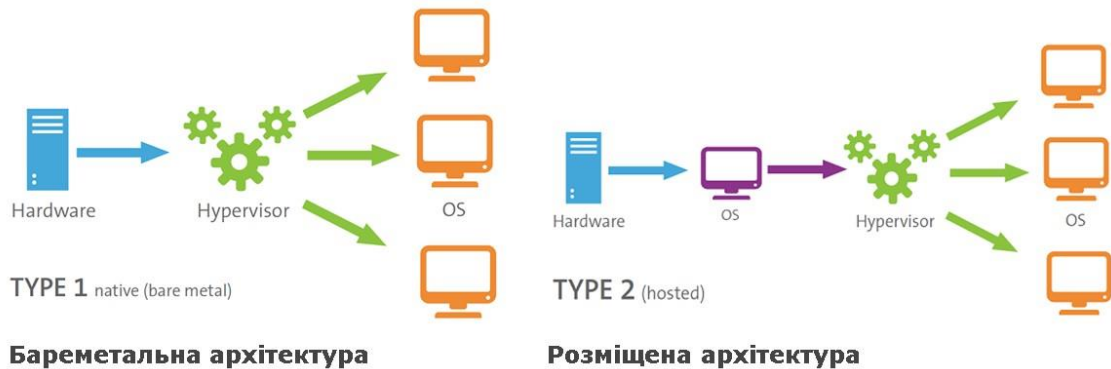 Hardware
Hypervisor
OS
TYPE 1 native (bare metal)
Бареметальна архітектура
Hardware
OS
Hypervisor
OS
TYPE 2 (hosted)
Розміщена архітектура